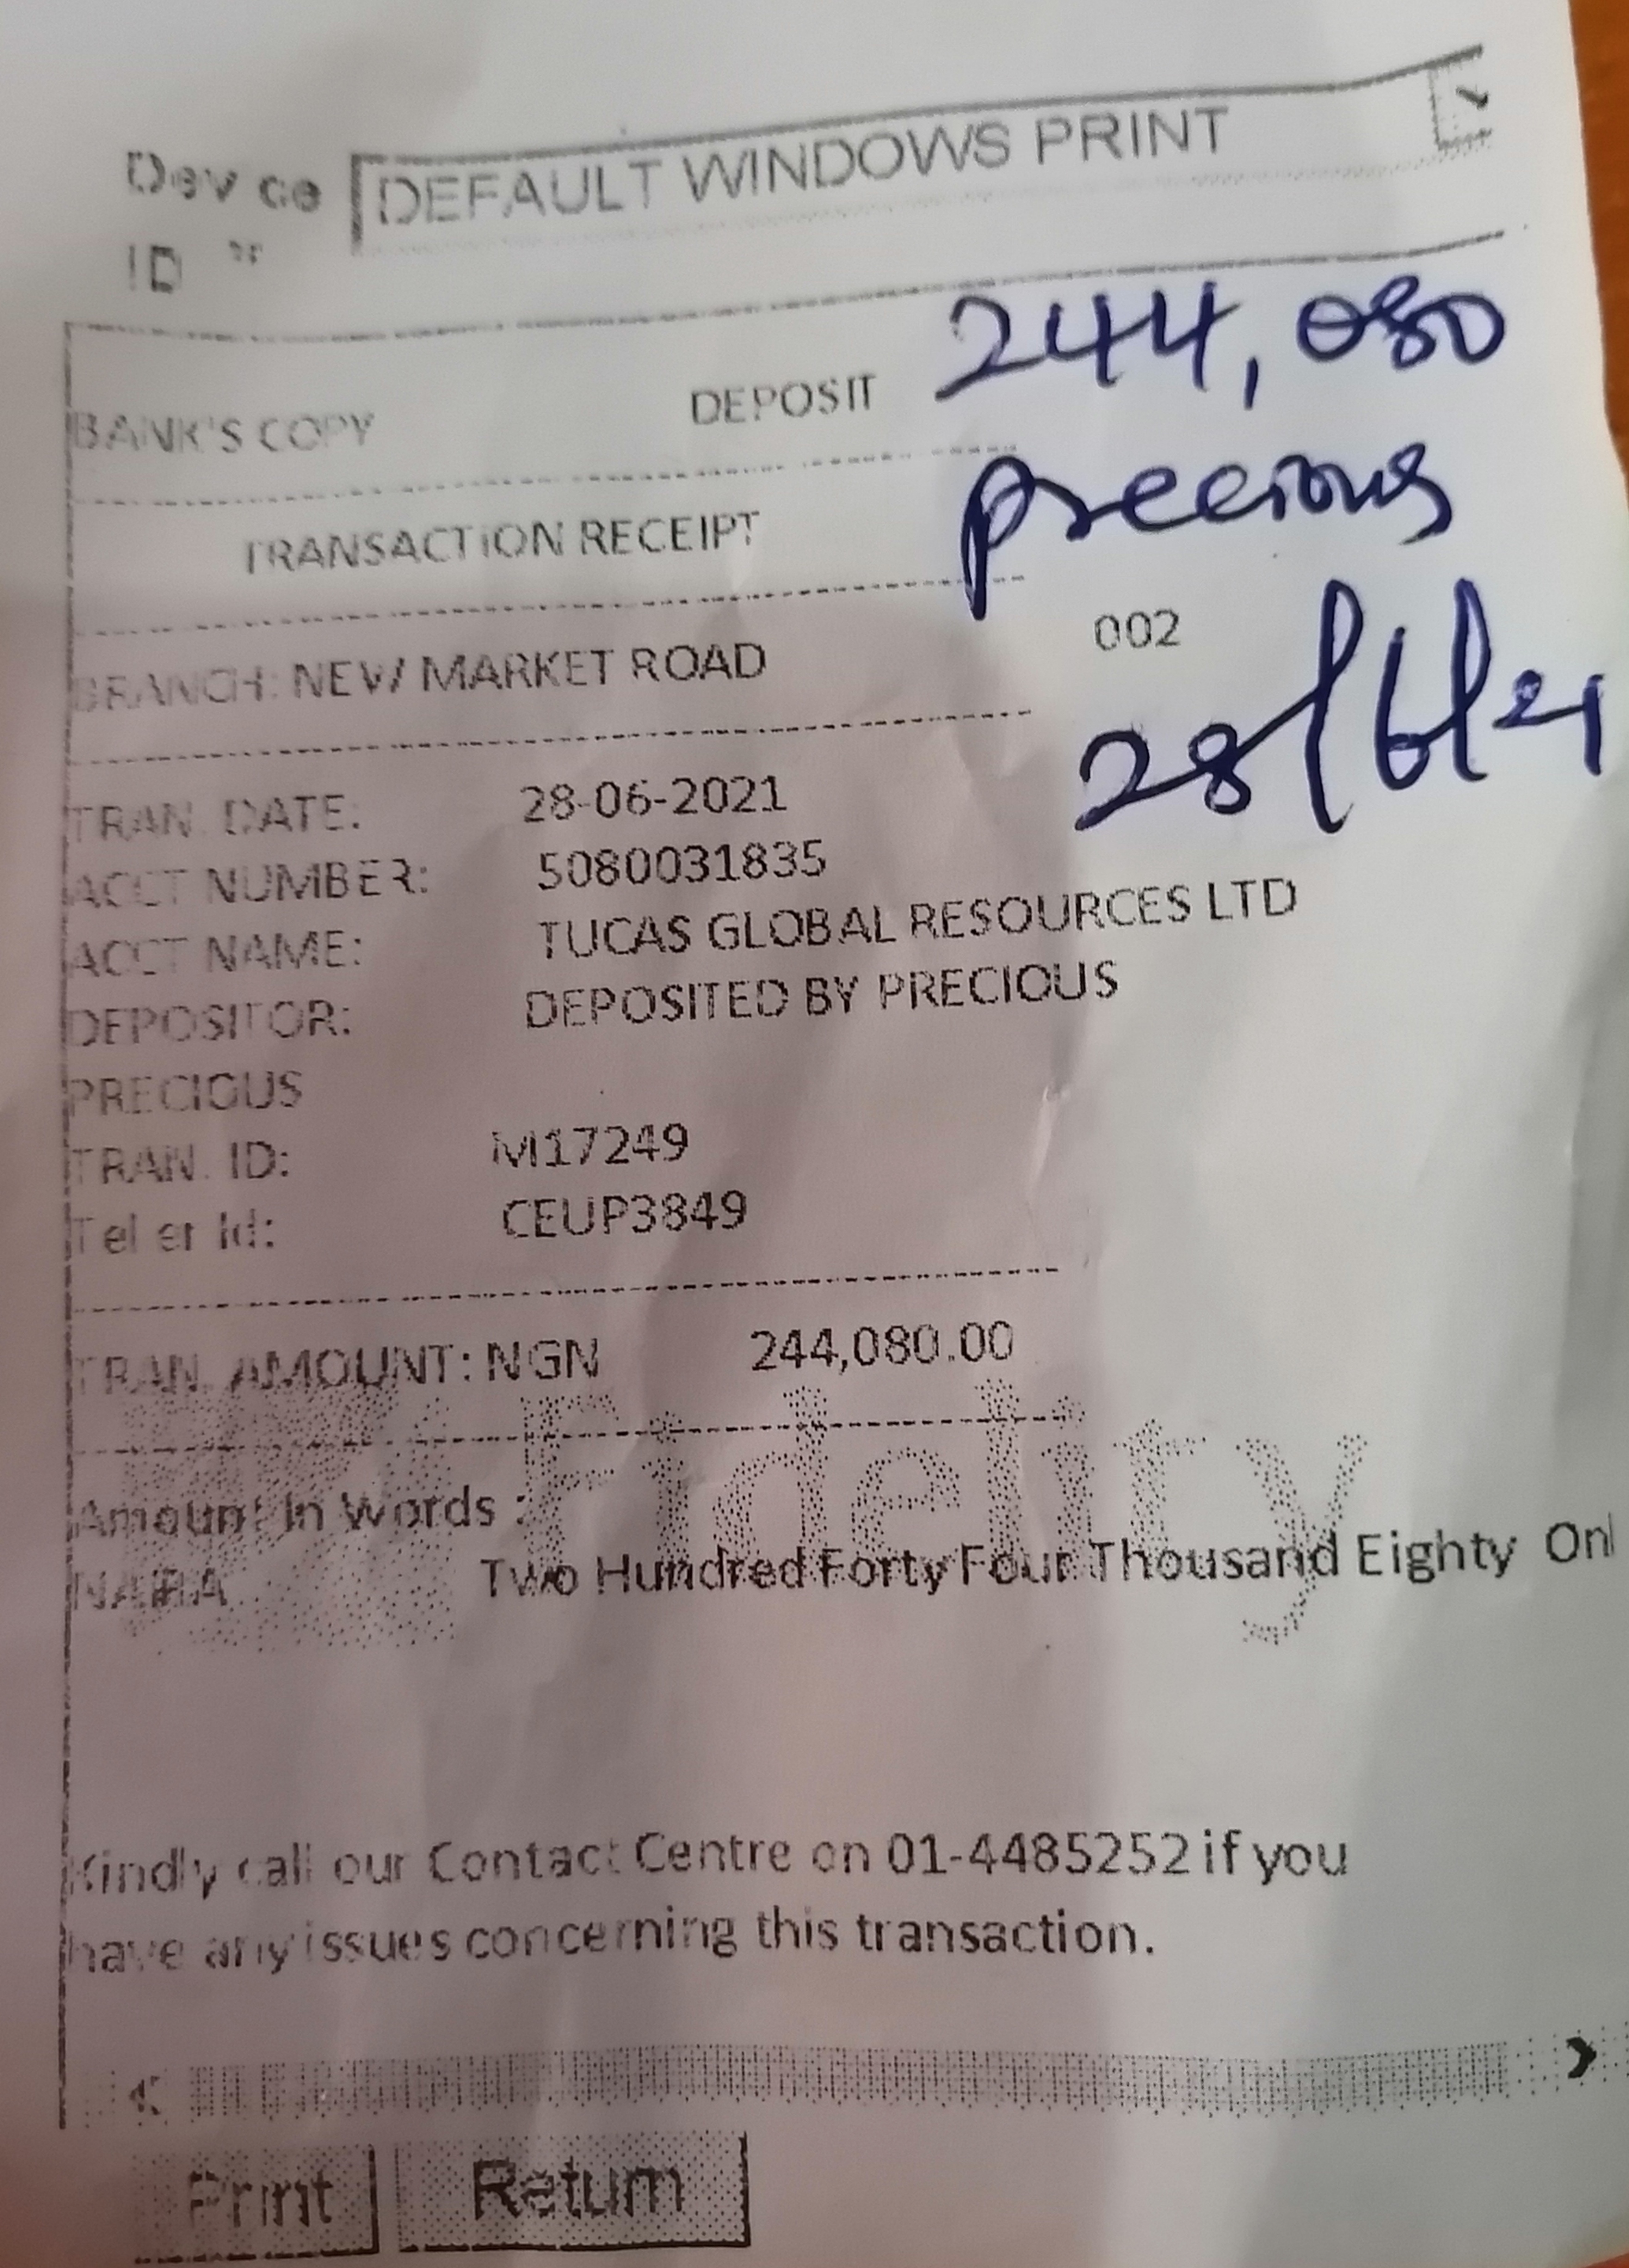 Device DEFAULT WINDOWS PRINT
ID *
244,080
BANK'S COPY DEPOSIT
precious
TRANSACTION RECEIPT
BRANCH: NEW MARKET ROAD 002
28/6/21
TRAN. DATE: 28-06-2021
ACCT NUMBER: 5080031835
ACCT NAME: TUCAS GLOBAL RESOURCES LTD
DEPOSITOR: DEPOSITED BY PRECIOUS
PRECIOUS
TRAN. ID: M17249
Teller Id: CEUP3849
TRAN. AMOUNT: NGN 244,080.00
Fidelity
Amount In Words :
NAIRA Two Hundred Forty Four Thousand Eighty Onl
Kindly call our Contact Centre on 01-4485252 if you
have any issues concerning this transaction.
Print Return